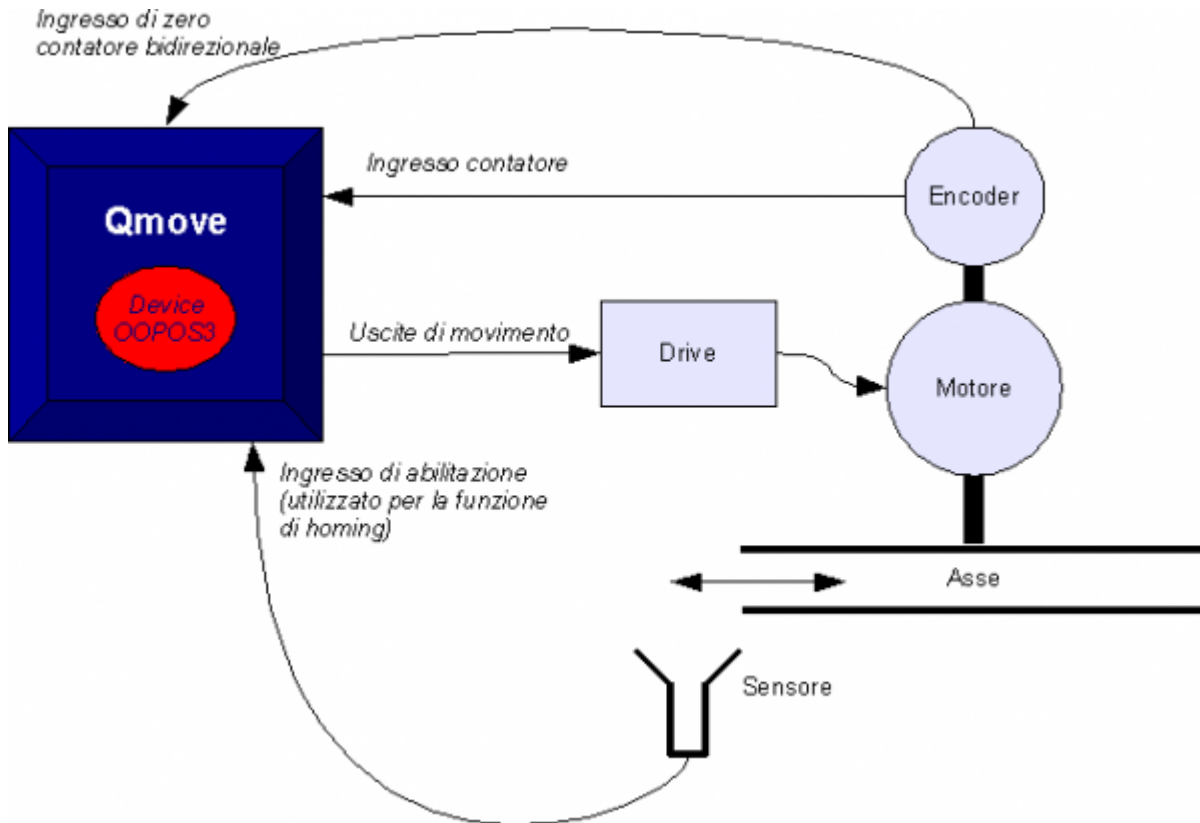 Ingresso di zero
contatore bidirezionale
Ingresso contatore
Encoder
Qmove
Device
OOPOS3
Uscite di movimento
Drive
Motore
Ingresso di abilitazione
(utilizzato per la funzione
di homing)
Asse
Sensore